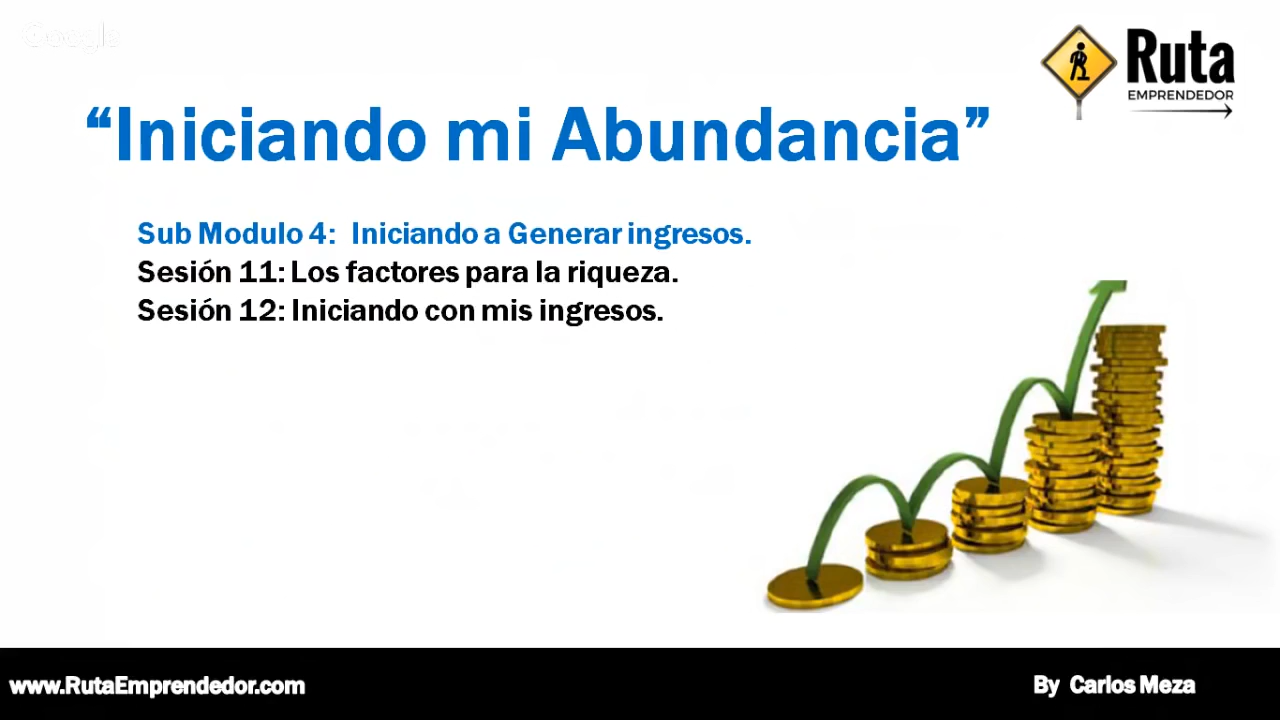 Google
Ruta
EMPRENDEDOR
“Iniciando mi Abundancia”
Sub Modulo 4: Iniciando a Generar ingresos.
Sesión 11: Los factores para la riqueza.
Sesión 12: Iniciando con mis ingresos.
www.RutaEmprendedor.com
By Carlos Meza